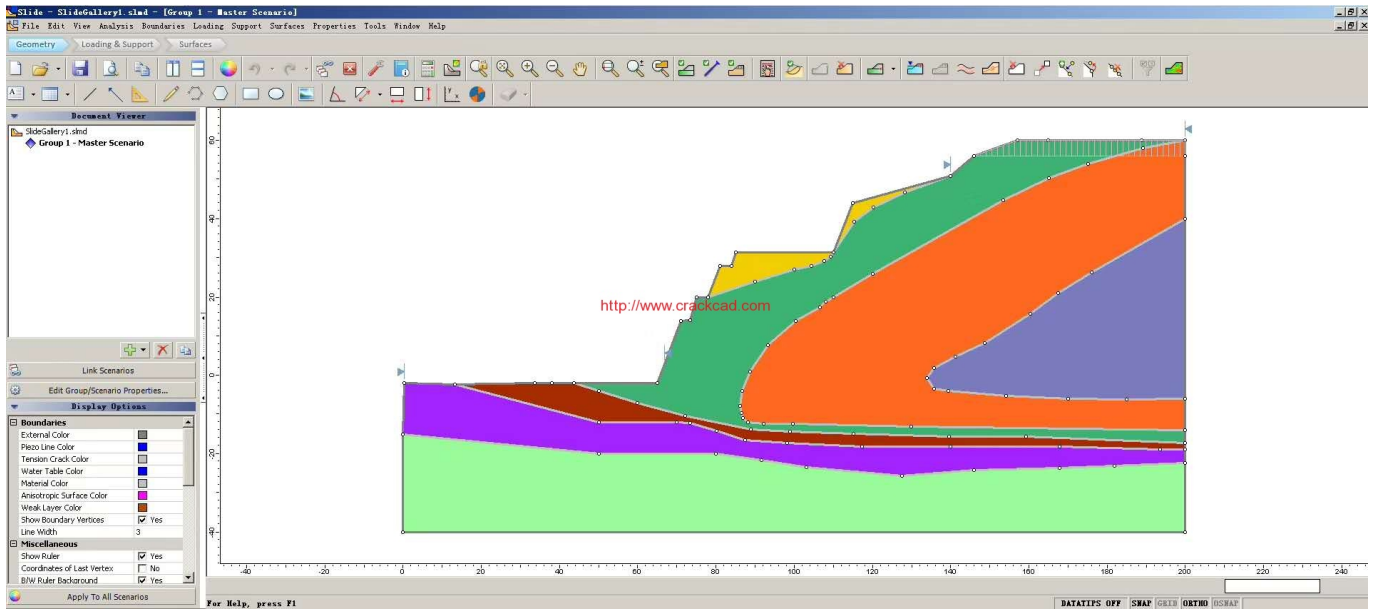 Slide - SlideGallery1.slmd - [Group 1 - Master Scenario]
File Edit View Analysis Boundaries Loading Support Surfaces Properties Tools Window Help
Geometry Loading & Support Surfaces
Document Viewer
SlideGallery1.slmd
Group 1 - Master Scenario
Link Scenarios
Edit Group/Scenario Properties...
Display Options
Boundaries
External Color
Piezo Line Color
Tension Crack Color
Water Table Color
Material Color
Anisotropic Surface Color
Weak Layer Color
Show Boundary Vertices Yes
Line Width 3
Miscellaneous
Show Ruler Yes
Coordinates of Last Vertex No
B/W Ruler Background Yes
Apply To All Scenarios
60
40
20
0
-20
-40
http://www.crackcad.com
-40 -20 0 20 40 60 80 100 120 140 160 180 200 220 240
For Help, press F1
DATATIPS OFF SNAP GRID ORTHO OSNAP